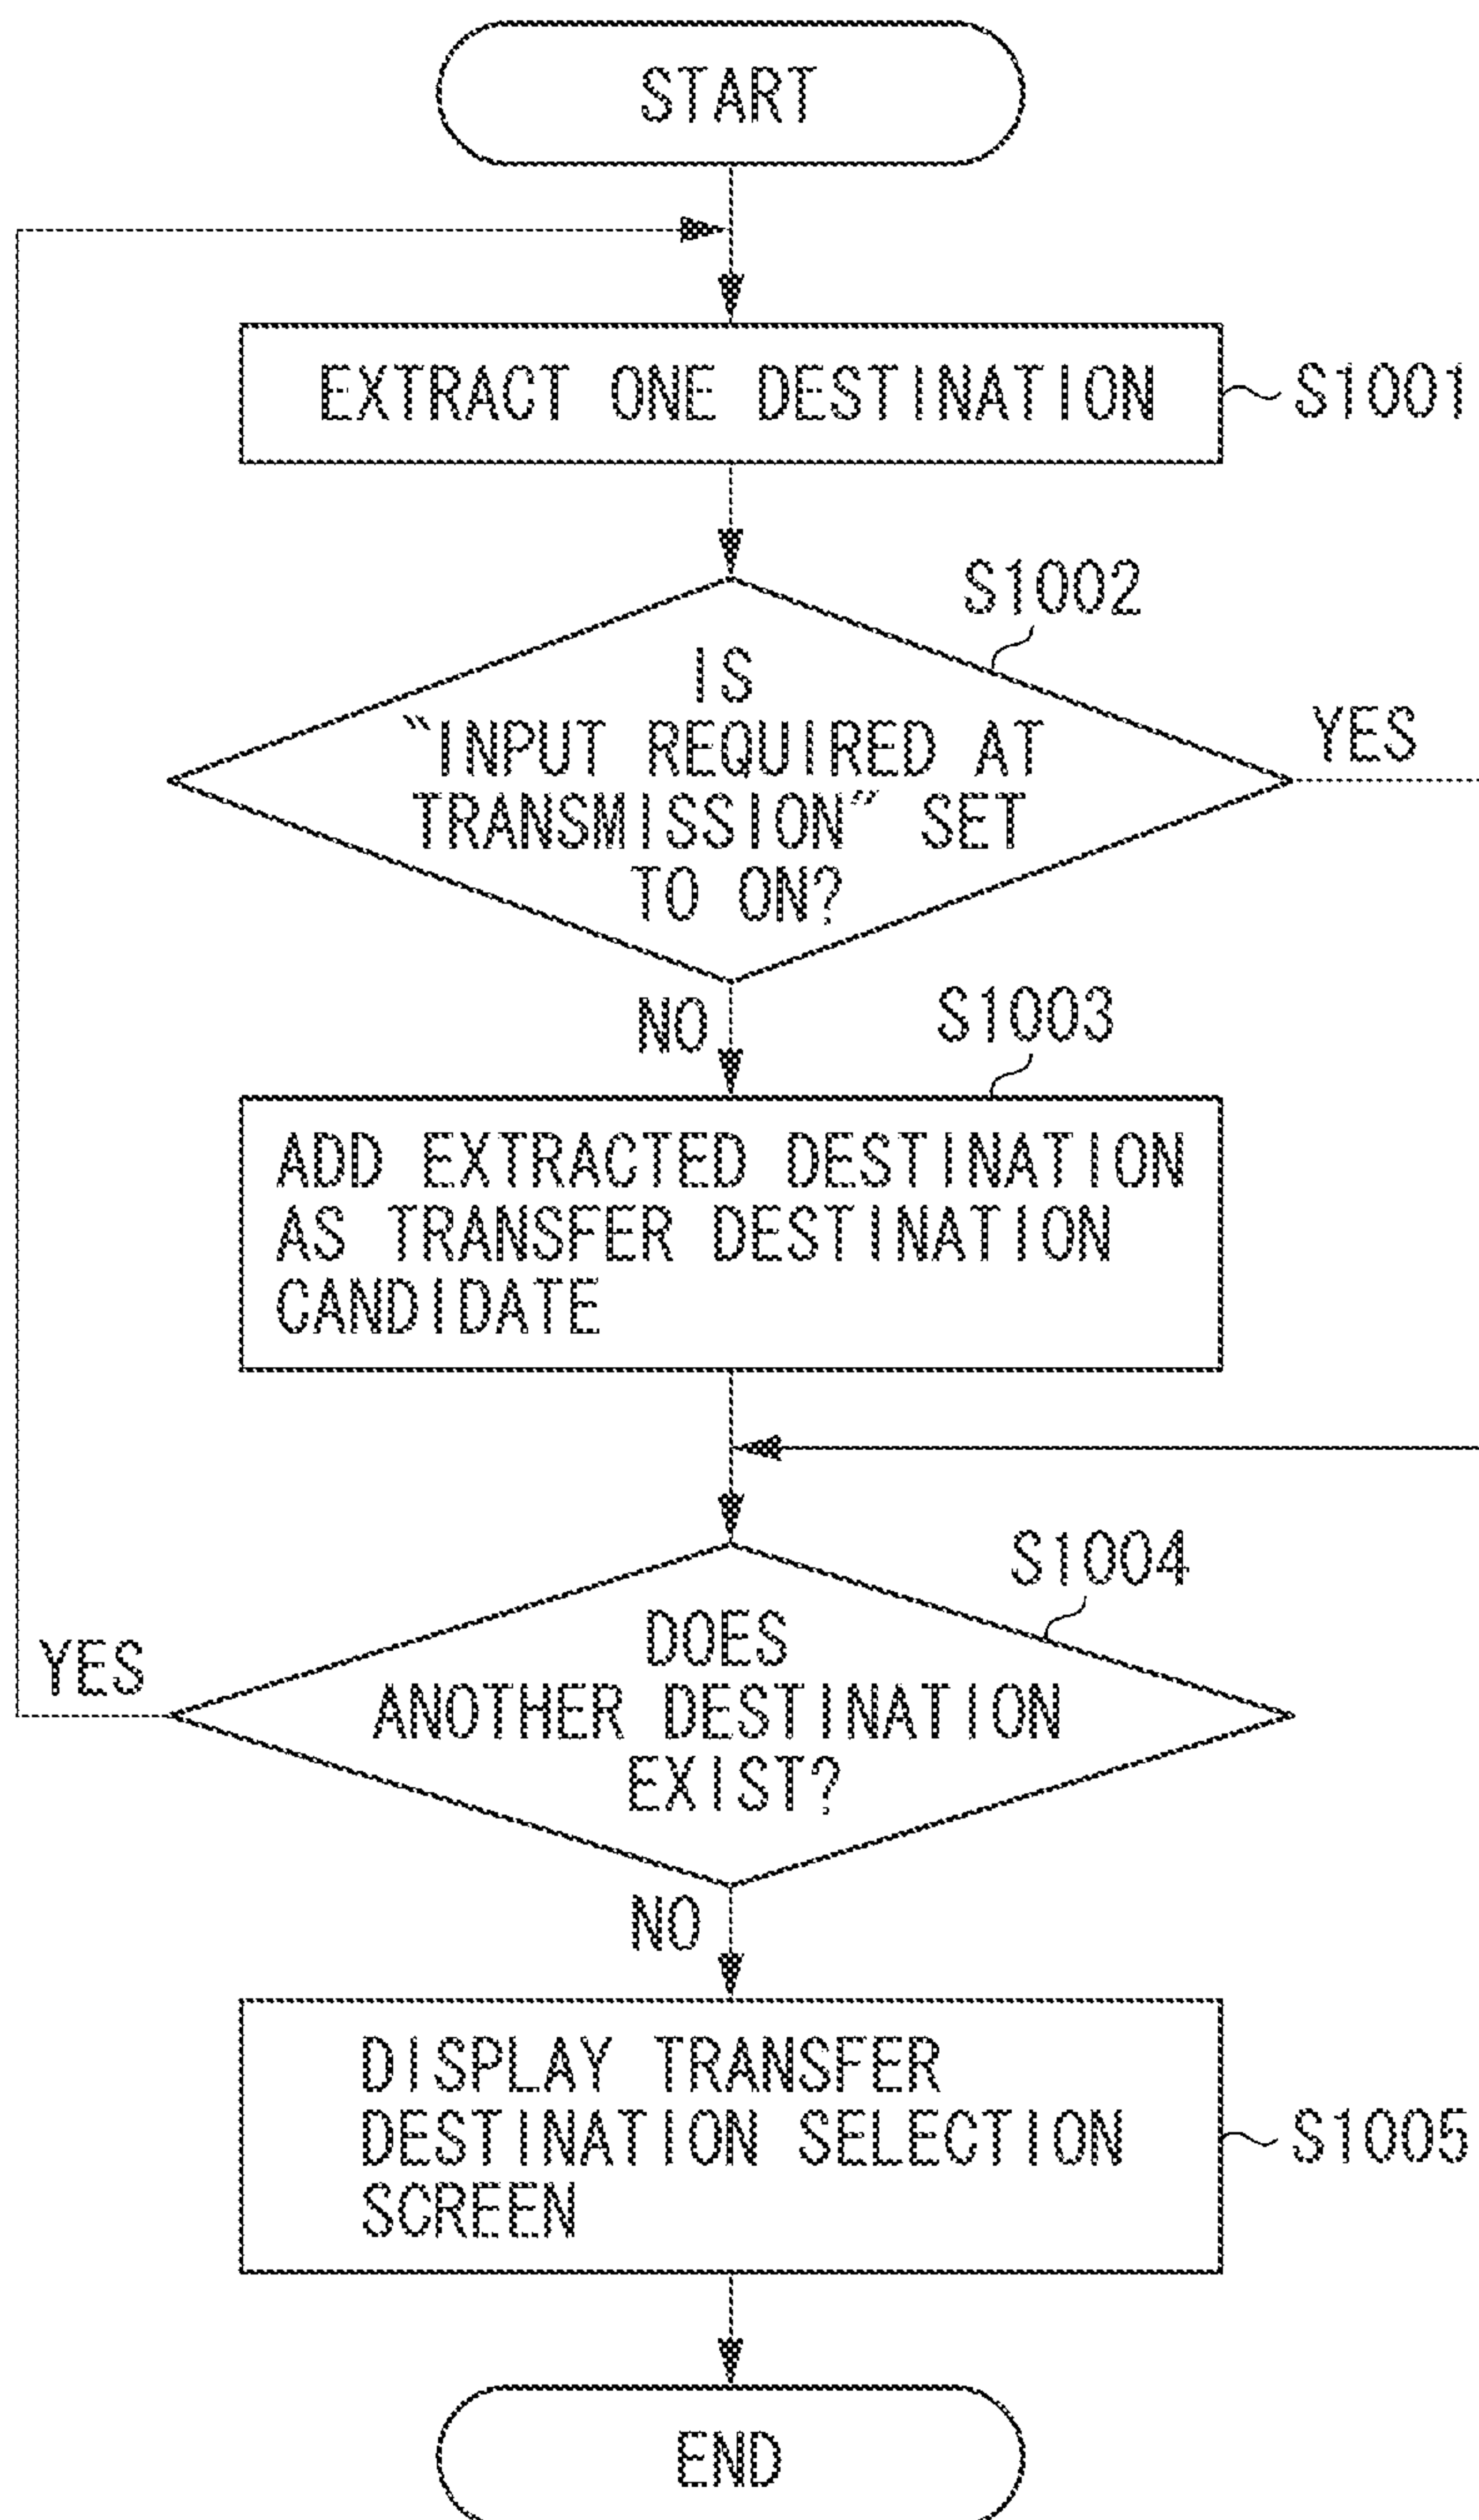 START
EXTRACT ONE DESTINATION
S1001
S1002
IS
“INPUT REQUIRED AT
TRANSMISSION” SET
TO ON?
YES
NO
S1003
ADD EXTRACTED DESTINATION
AS TRANSFER DESTINATION
CANDIDATE
S1004
DOES
ANOTHER DESTINATION
EXIST?
YES
NO
DISPLAY TRANSFER
DESTINATION SELECTION
SCREEN
S1005
END